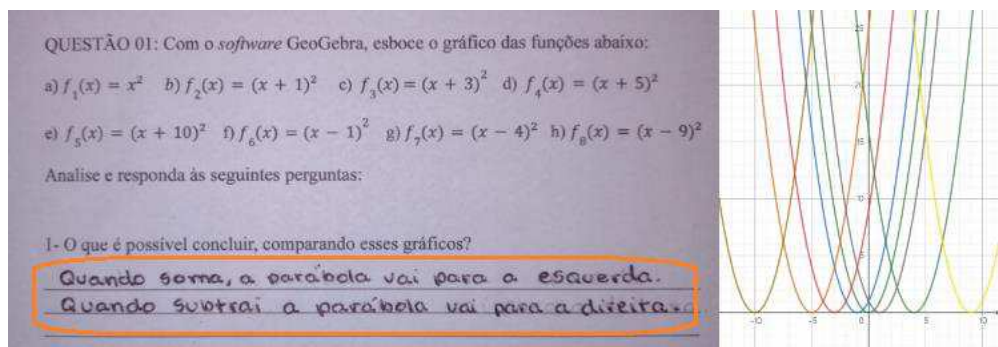 QUESTÃO 01: Com o software GeoGebra, esboce o gráfico das funções abaixo:
a) f₁(x) = x² b) f₂(x) = (x + 1)² c) f₃(x) = (x + 3)² d) f₄(x) = (x + 5)²
e) f₅(x) = (x + 10)² f) f₆(x) = (x − 1)² g) f₇(x) = (x − 4)² h) f₈(x) = (x − 9)²
Analise e responda às seguintes perguntas:
1- O que é possível concluir, comparando esses gráficos?
Quando soma, a parábola vai para a esquerda.
Quando subtrai a parábola vai para a direita.
25
10
5
-10
-5
0
5
10